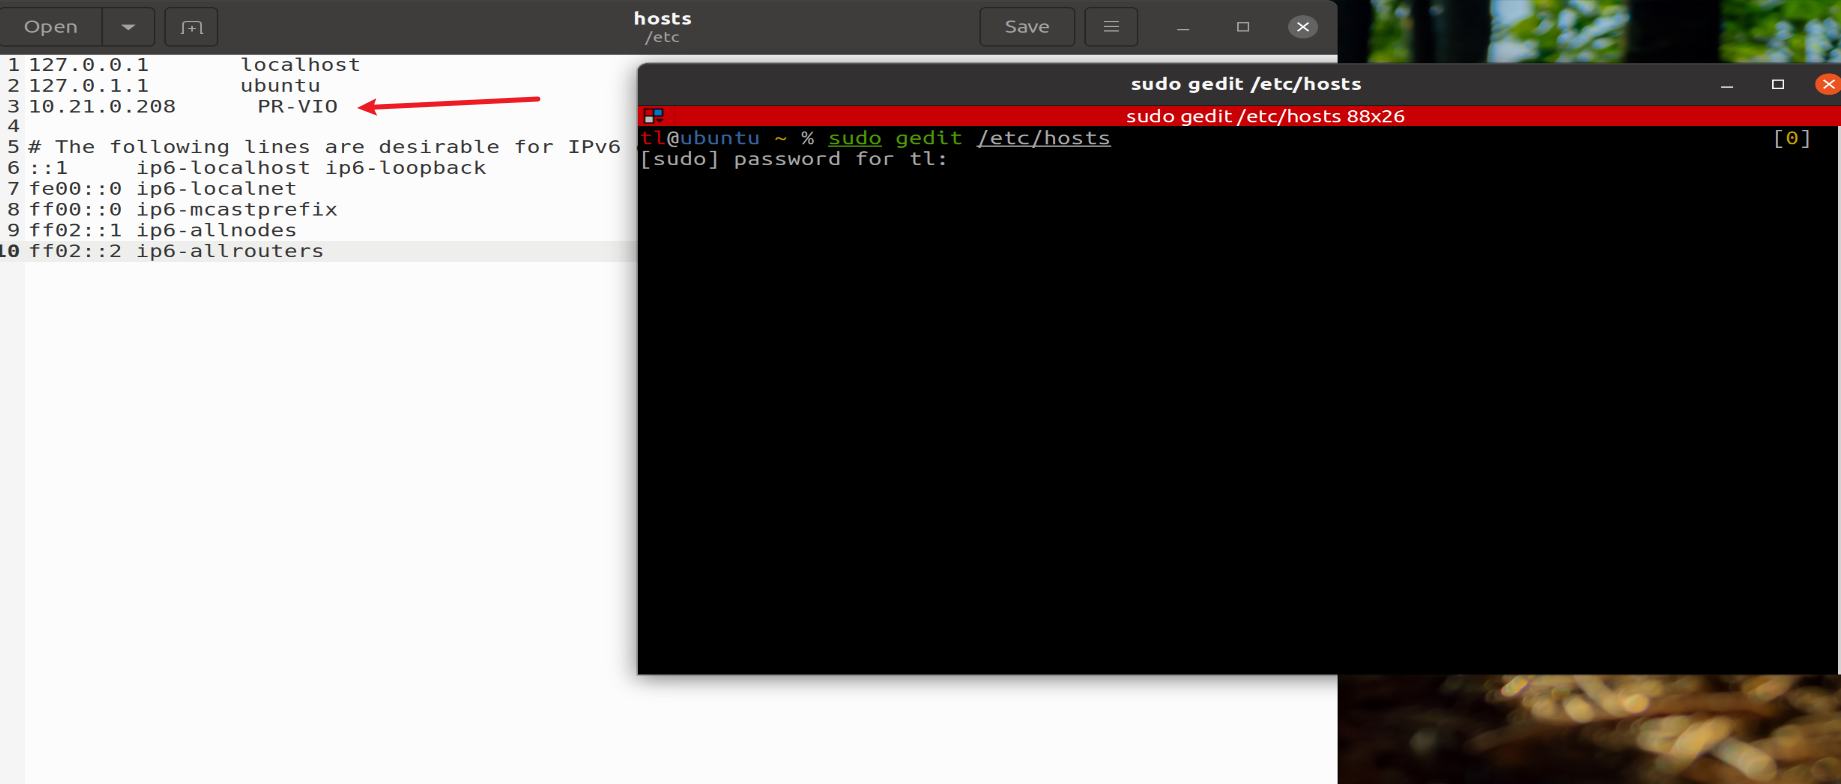 Open
hosts
/etc
Save
1 127.0.0.1 localhost
2 127.0.1.1 ubuntu
3 10.21.0.208 PR-VIO
4
5 # The following lines are desirable for IPv6
6 ::1 ip6-localhost ip6-loopback
7 fe00::0 ip6-localnet
8 ff00::0 ip6-mcastprefix
9 ff02::1 ip6-allnodes
10 ff02::2 ip6-allrouters
sudo gedit /etc/hosts
sudo gedit /etc/hosts 88x26
tl@ubuntu ~ % sudo gedit /etc/hosts [0]
[sudo] password for tl: